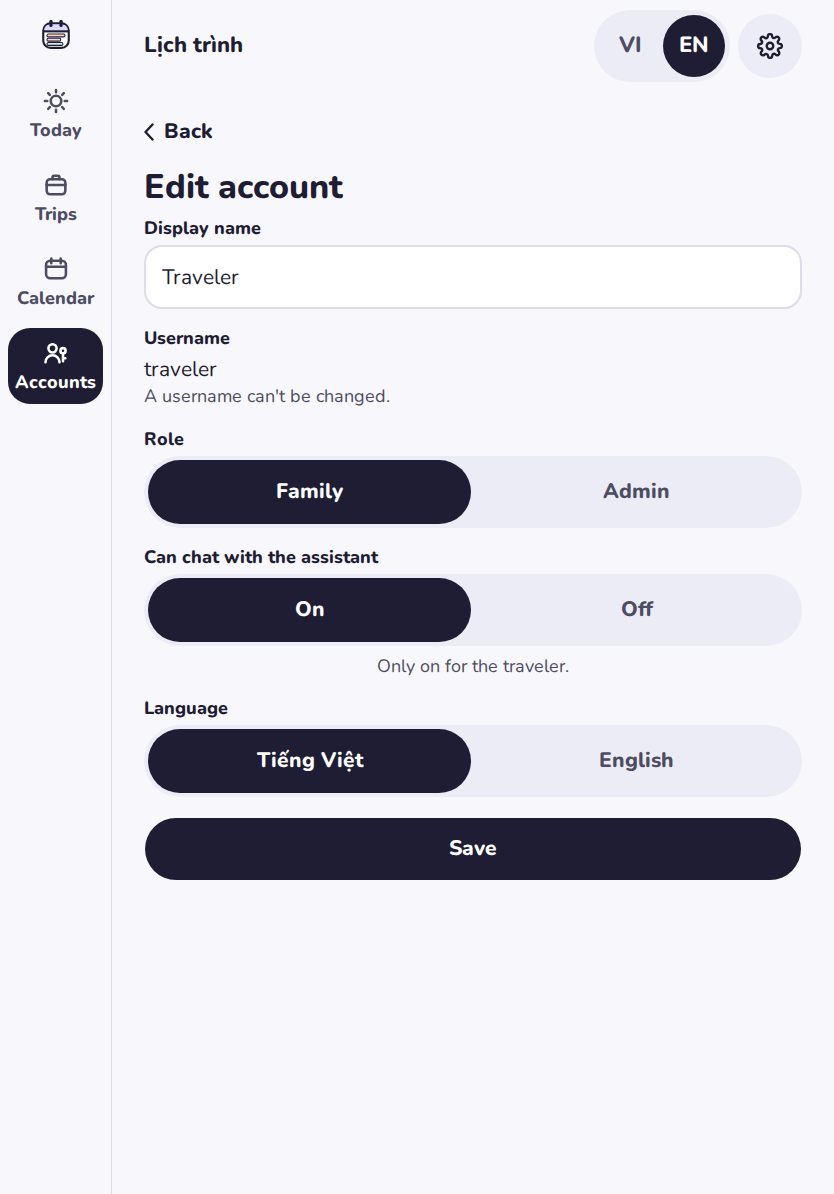 Lịch trình
VI
EN
Today
Trips
Calendar
Accounts
Back
Edit account
Display name
Traveler
Username
traveler
A username can't be changed.
Role
Family
Admin
Can chat with the assistant
On
Off
Only on for the traveler.
Language
Tiếng Việt
English
Save